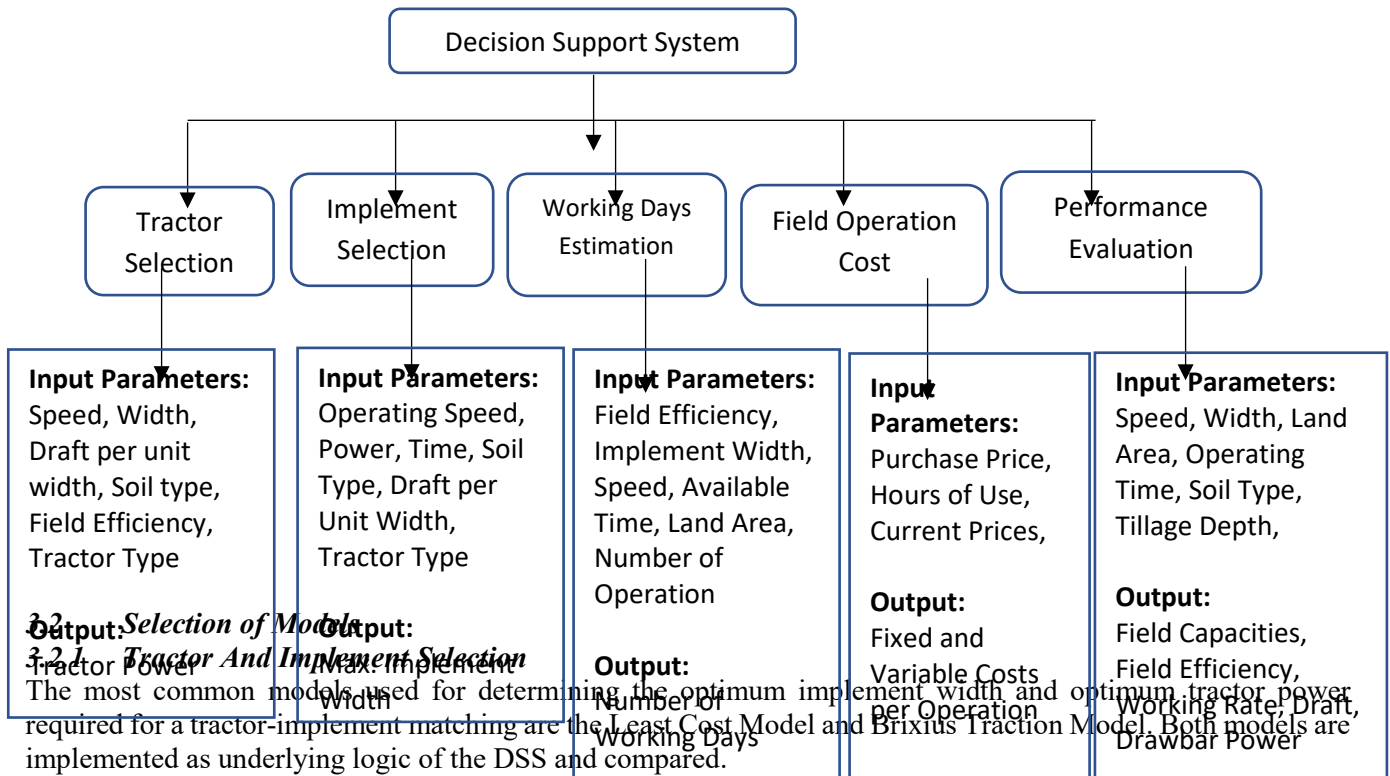 Decision Support System
Tractor
Selection
Implement
Selection
Working Days
Estimation
Field Operation
Cost
Performance
Evaluation
Input Parameters:
Speed, Width,
Draft per unit
width, Soil type,
Field Efficiency,
Tractor Type
Output:
Tractor Power
Input Parameters:
Operating Speed,
Power, Time, Soil
Type, Draft per
Unit Width,
Tractor Type
Output:
Max. Implement
Width
Input Parameters:
Field Efficiency,
Implement Width,
Speed, Available
Time, Land Area,
Number of
Operation
Output:
Number of
Working Days
Input
Parameters:
Purchase Price,
Hours of Use,
Current Prices,
Output:
Fixed and
Variable Costs
per Operation
Input Parameters:
Speed, Width, Land
Area, Operating
Time, Soil Type,
Tillage Depth,
Output:
Field Capacities,
Field Efficiency,
Working Rate, Draft,
Drawbar Power
3.2 Selection of Models
3.2.1 Tractor And Implement Selection
The most common models used for determining the optimum implement width and optimum tractor power
required for a tractor-implement matching are the Least Cost Model and Brixius Traction Model. Both models are
implemented as underlying logic of the DSS and compared.